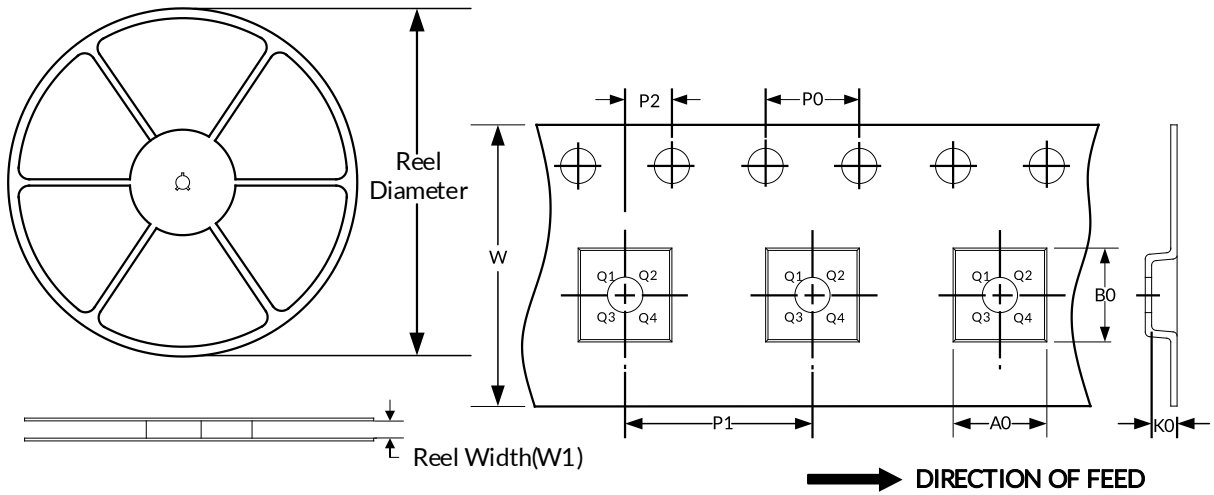 P2
P0
Reel
Diameter
W
Q1 Q2
Q3 Q4
Q1 Q2
Q3 Q4
Q1 Q2
Q3 Q4
B0
P1
A0
K0
Reel Width(W1)
DIRECTION OF FEED